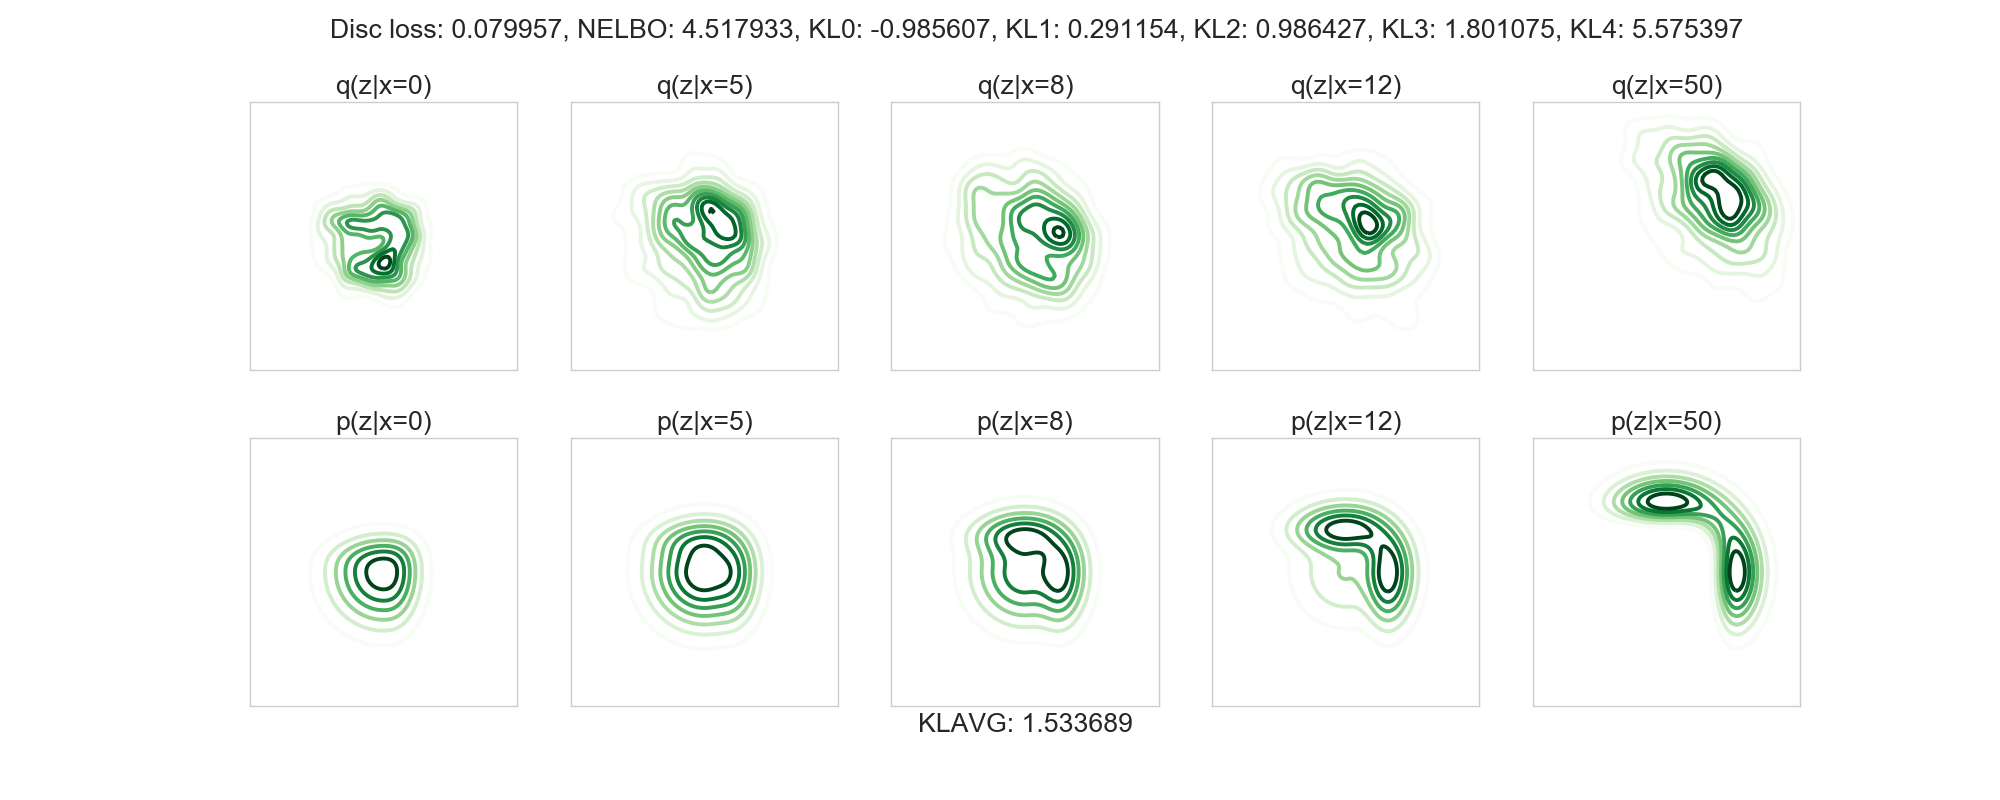 Disc loss: 0.079957, NELBO: 4.517933, KL0: -0.985607, KL1: 0.291154, KL2: 0.986427, KL3: 1.801075, KL4: 5.575397
q(z|x=0) q(z|x=5) q(z|x=8) q(z|x=12) q(z|x=50)
p(z|x=0) p(z|x=5) p(z|x=8) p(z|x=12) p(z|x=50)
KLAVG: 1.533689